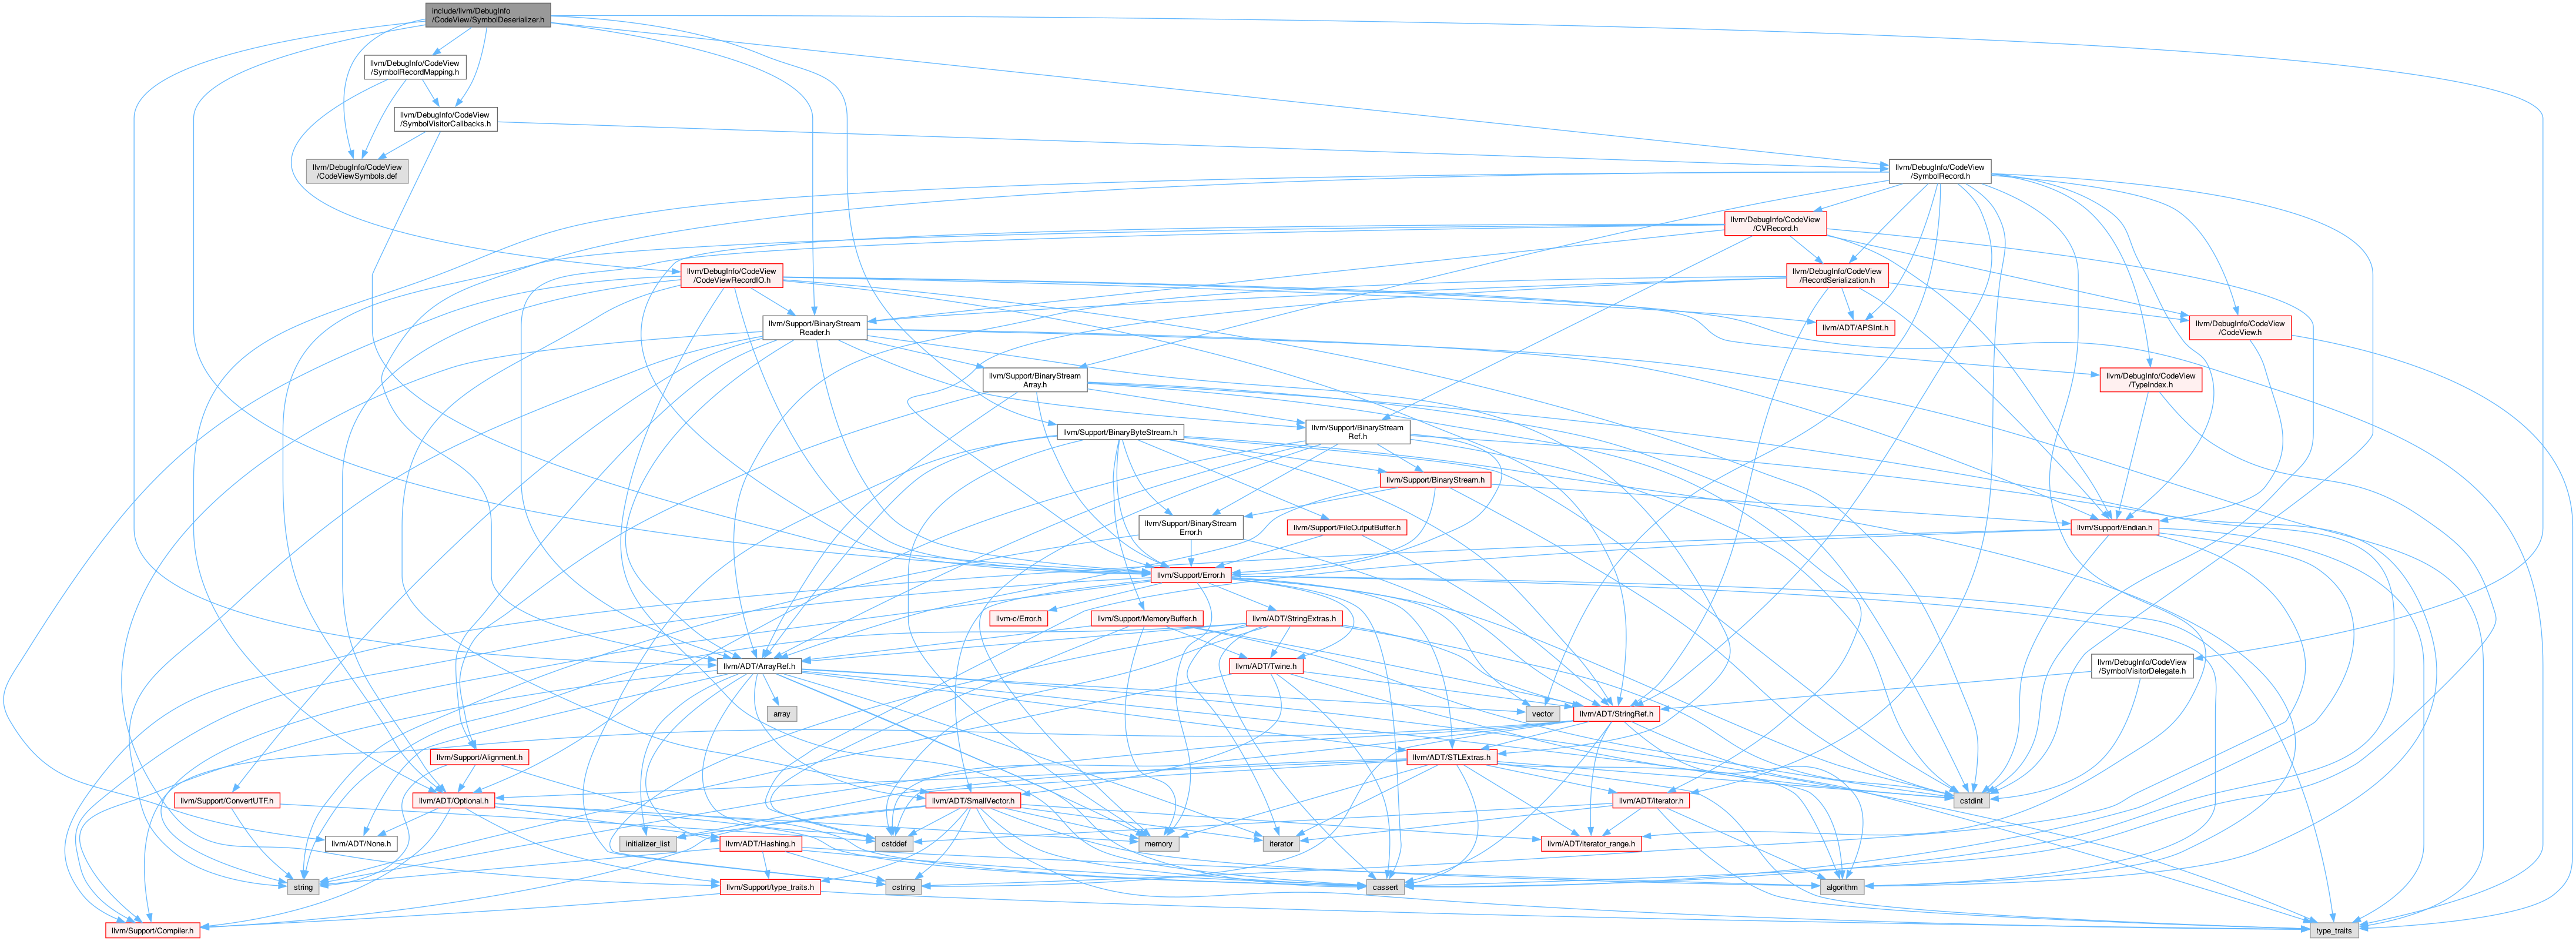 include/llvm/DebugInfo
/CodeView/SymbolDeserializer.h
llvm/DebugInfo/CodeView
/SymbolRecordMapping.h
llvm/DebugInfo/CodeView
/SymbolVisitorCallbacks.h
llvm/DebugInfo/CodeView
/CodeViewSymbols.def
llvm/DebugInfo/CodeView
/SymbolRecord.h
llvm/DebugInfo/CodeView
/CVRecord.h
llvm/DebugInfo/CodeView
/CodeViewRecordIO.h
llvm/DebugInfo/CodeView
/RecordSerialization.h
llvm/Support/BinaryStream
Reader.h
llvm/ADT/APSInt.h
llvm/DebugInfo/CodeView
/CodeView.h
llvm/Support/BinaryStream
Array.h
llvm/DebugInfo/CodeView
/TypeIndex.h
llvm/Support/BinaryByteStream.h
llvm/Support/BinaryStream
Ref.h
llvm/Support/BinaryStream.h
llvm/Support/BinaryStream
Error.h
llvm/Support/FileOutputBuffer.h
llvm/Support/Endian.h
llvm/Support/Error.h
llvm-c/Error.h
llvm/Support/MemoryBuffer.h
llvm/ADT/StringExtras.h
llvm/ADT/ArrayRef.h
llvm/ADT/Twine.h
llvm/DebugInfo/CodeView
/SymbolVisitorDelegate.h
array
vector
llvm/ADT/StringRef.h
llvm/Support/Alignment.h
llvm/ADT/STLExtras.h
llvm/Support/ConvertUTF.h
llvm/ADT/Optional.h
llvm/ADT/SmallVector.h
llvm/ADT/iterator.h
cstdint
llvm/ADT/None.h
initializer_list
llvm/ADT/Hashing.h
cstddef
memory
iterator
llvm/ADT/iterator_range.h
string
llvm/Support/type_traits.h
cstring
cassert
algorithm
llvm/Support/Compiler.h
type_traits